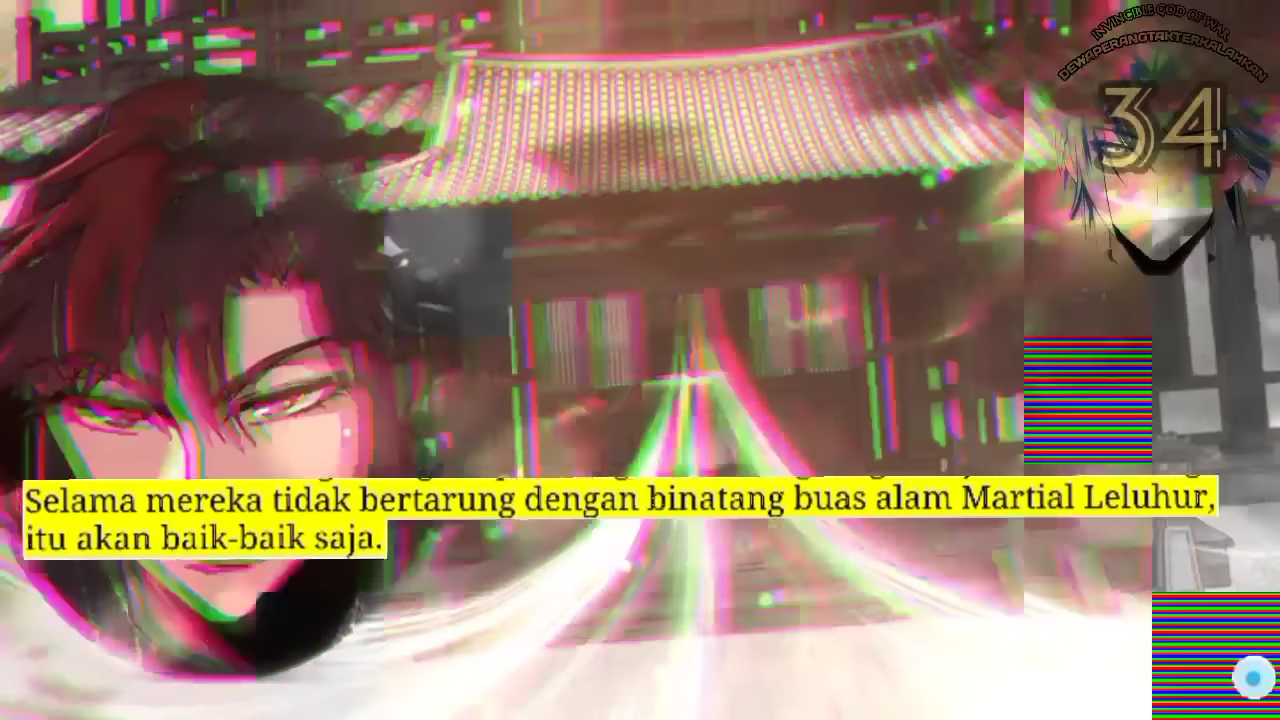 INVINCIBLE GOD OF WAR
DEWAPERANGTAKTERKALAHKAN
34
Selama mereka tidak bertarung dengan binatang buas alam Martial Leluhur,
itu akan baik-baik saja.